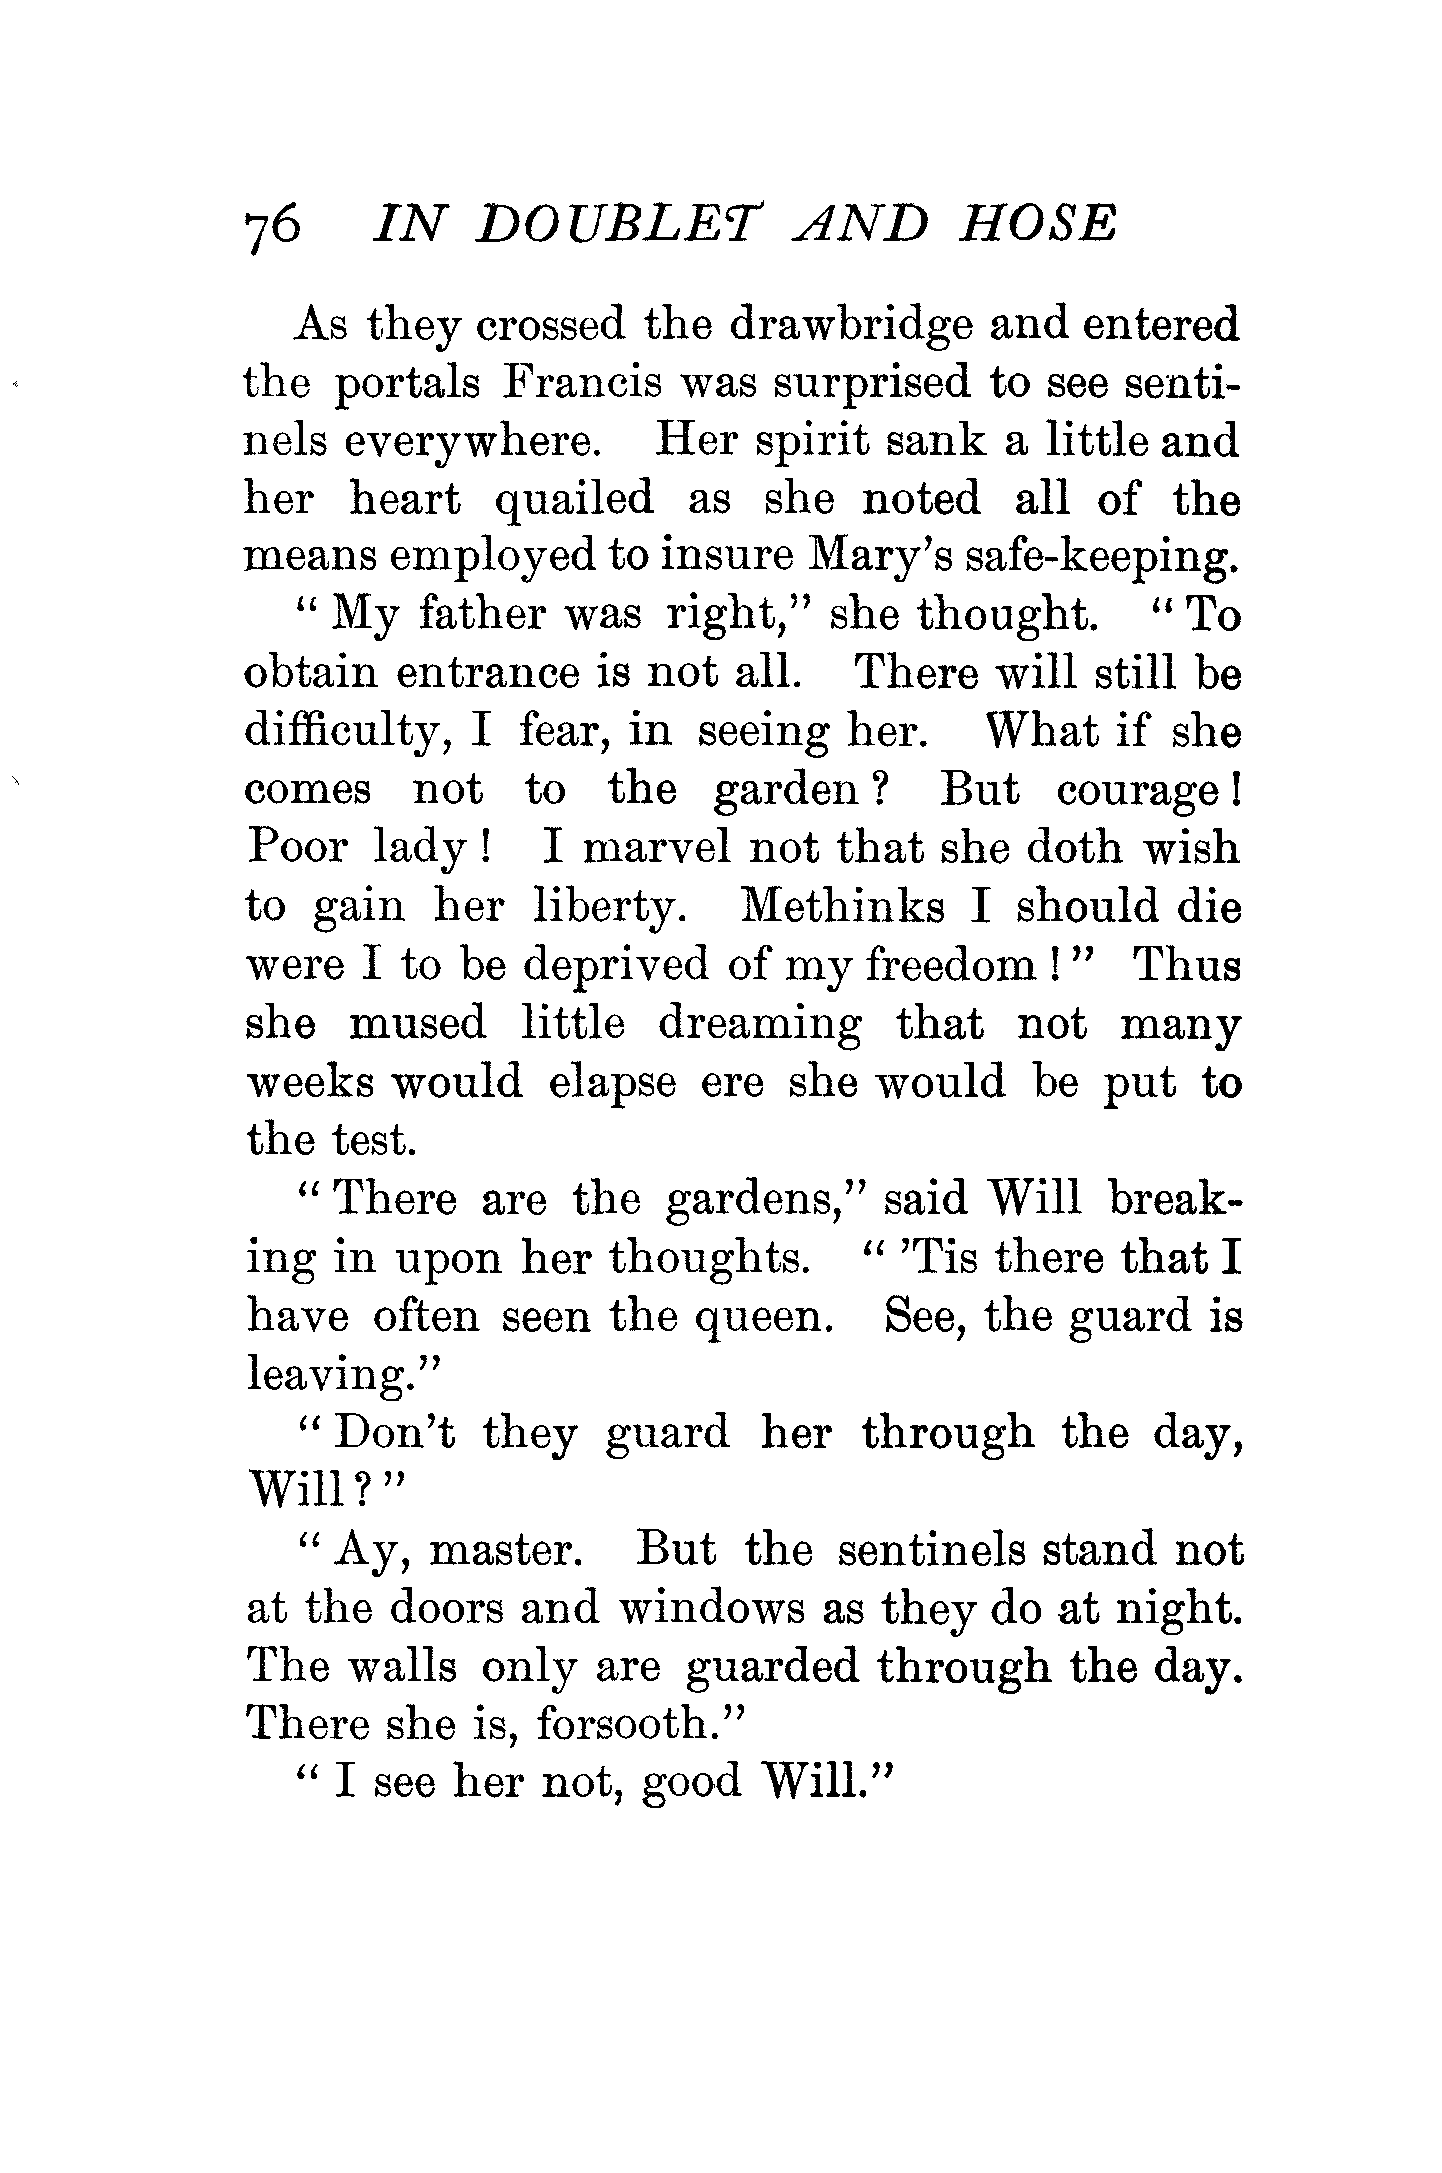 76 IN DOUBLET AND HOSE
As they crossed the drawbridge and entered
the portals Francis was surprised to see senti-
nels everywhere. Her spirit sank a little and
her heart quailed as she noted all of the
means employed to insure Mary's safe-keeping.
" My father was right," she thought. " To
obtain entrance is not all. There will still be
difficulty, I fear, in seeing her. What if she
comes not to the garden ? But courage !
Poor lady ! I marvel not that she doth wish
to gain her liberty. Methinks I should die
were I to be deprived of my freedom ! " Thus
she mused little dreaming that not many
weeks would elapse ere she would be put to
the test.
" There are the gardens," said Will break-
ing in upon her thoughts. " 'Tis there that I
have often seen the queen. See, the guard is
leaving."
" Don't they guard her through the day,
Will ? "
" Ay, master. But the sentinels stand not
at the doors and windows as they do at night.
The walls only are guarded through the day.
There she is, forsooth."
" I see her not, good Will."